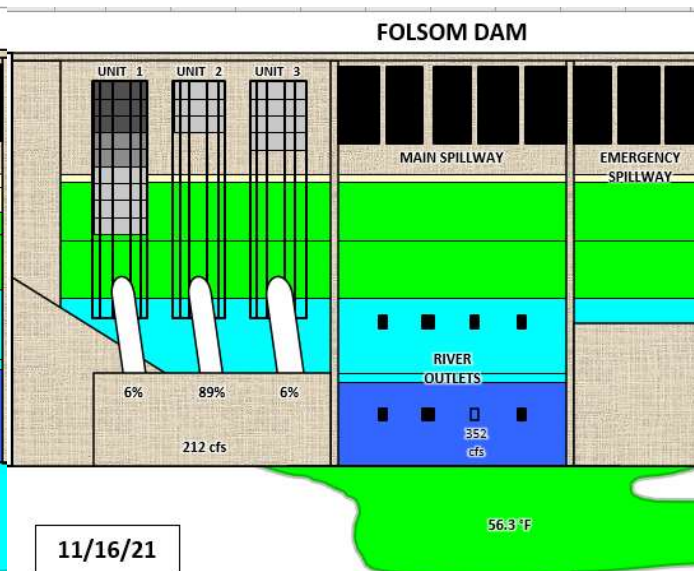 FOLSOM DAM
UNIT 1
UNIT 2
UNIT 3
MAIN SPILLWAY
EMERGENCY
SPILLWAY
RIVER
OUTLETS
6%
89%
6%
212 cfs
352
cfs
56.3 °F
11/16/21